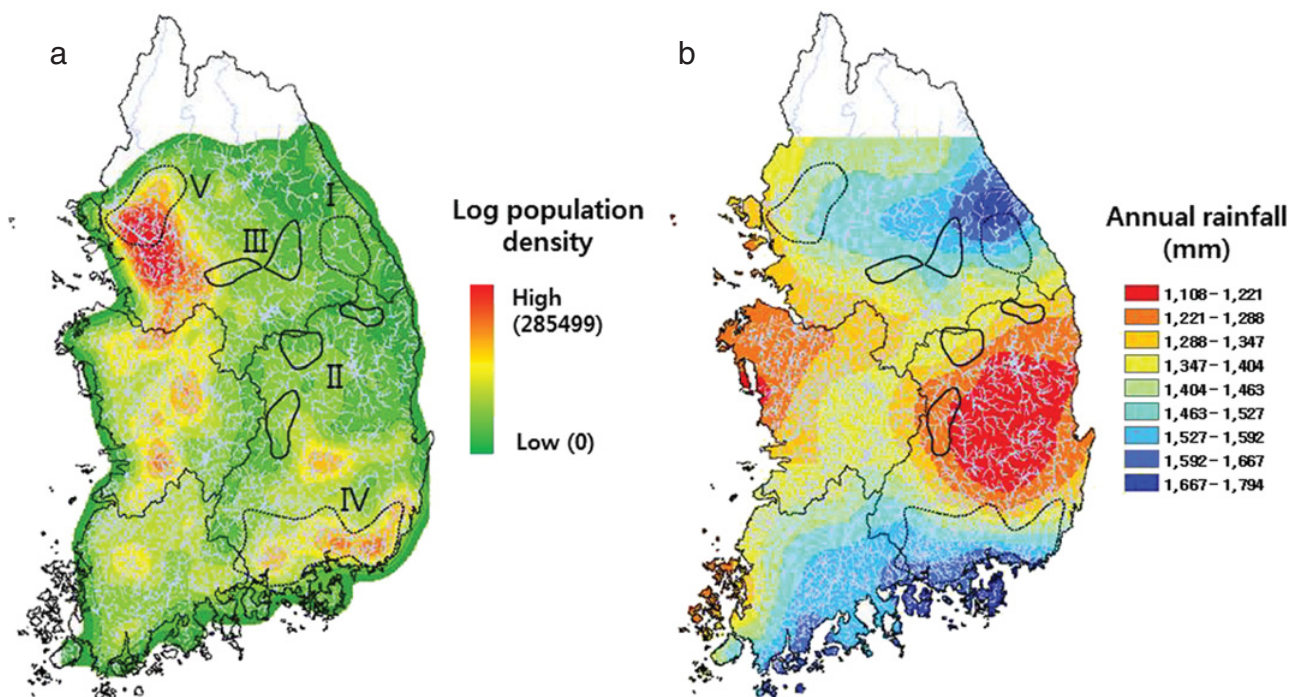 a
V
I
III
II
IV
Log population
density
High
(285499)
Low (0)
b
Annual rainfall
(mm)
1,108-1,221
1,221-1,288
1,288-1,347
1,347-1,404
1,404-1,463
1,463-1,527
1,527-1,592
1,592-1,667
1,667-1,794